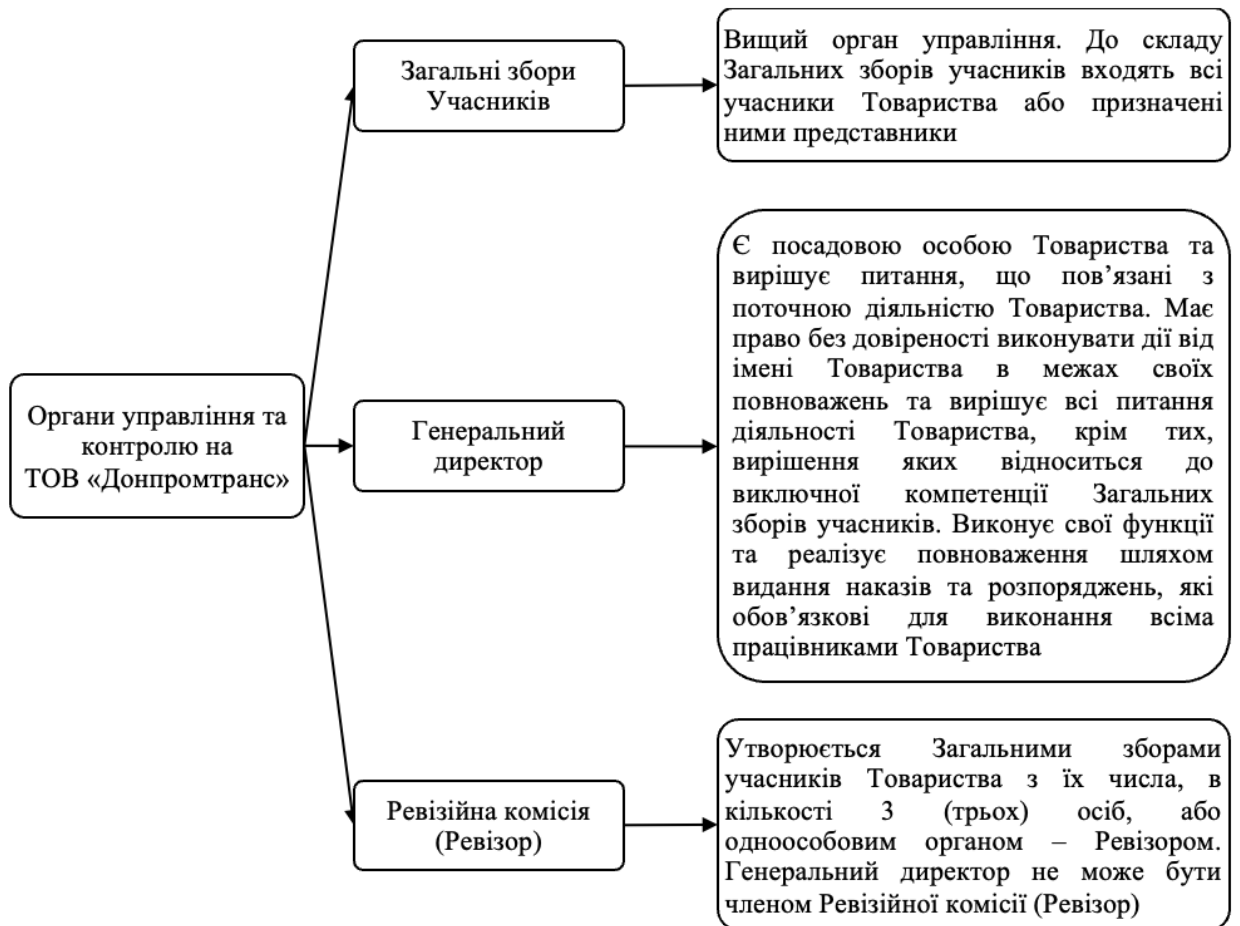 Органи управління та
контролю на
ТОВ «Донпромтранс»
Загальні збори
Учасників
Вищий орган управління. До складу
Загальних зборів учасників входять всі
учасники Товариства або призначені
ними представники
Генеральний
директор
Є посадовою особою Товариства та
вирішує питання, що пов’язані з
поточною діяльністю Товариства. Має
право без довіреності виконувати дії від
імені Товариства в межах своїх
повноважень та вирішує всі питання
діяльності Товариства, крім тих,
вирішення яких відноситься до
виключної компетенції Загальних
зборів учасників. Виконує свої функції
та реалізує повноваження шляхом
видання наказів та розпоряджень, які
обов’язкові для виконання всіма
працівниками Товариства
Ревізійна комісія
(Ревізор)
Утворюється Загальними зборами
учасників Товариства з їх числа, в
кількості 3 (трьох) осіб, або
одноособовим органом – Ревізором.
Генеральний директор не може бути
членом Ревізійної комісії (Ревізор)